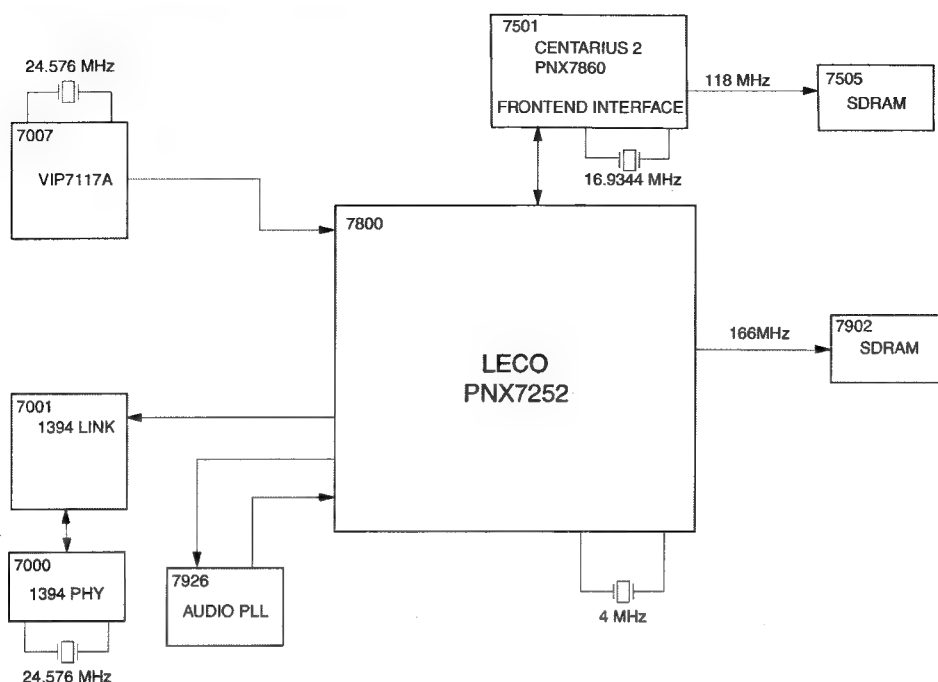 24.576 MHz
7007
VIP7117A
7501
CENTARIUS 2
PNX7860
FRONTEND INTERFACE
118 MHz
7505
SDRAM
16.9344 MHz
7800
LECO
PNX7252
166MHz
7902
SDRAM
7001
1394 LINK
7000
1394 PHY
24.576 MHz
7926
AUDIO PLL
4 MHz